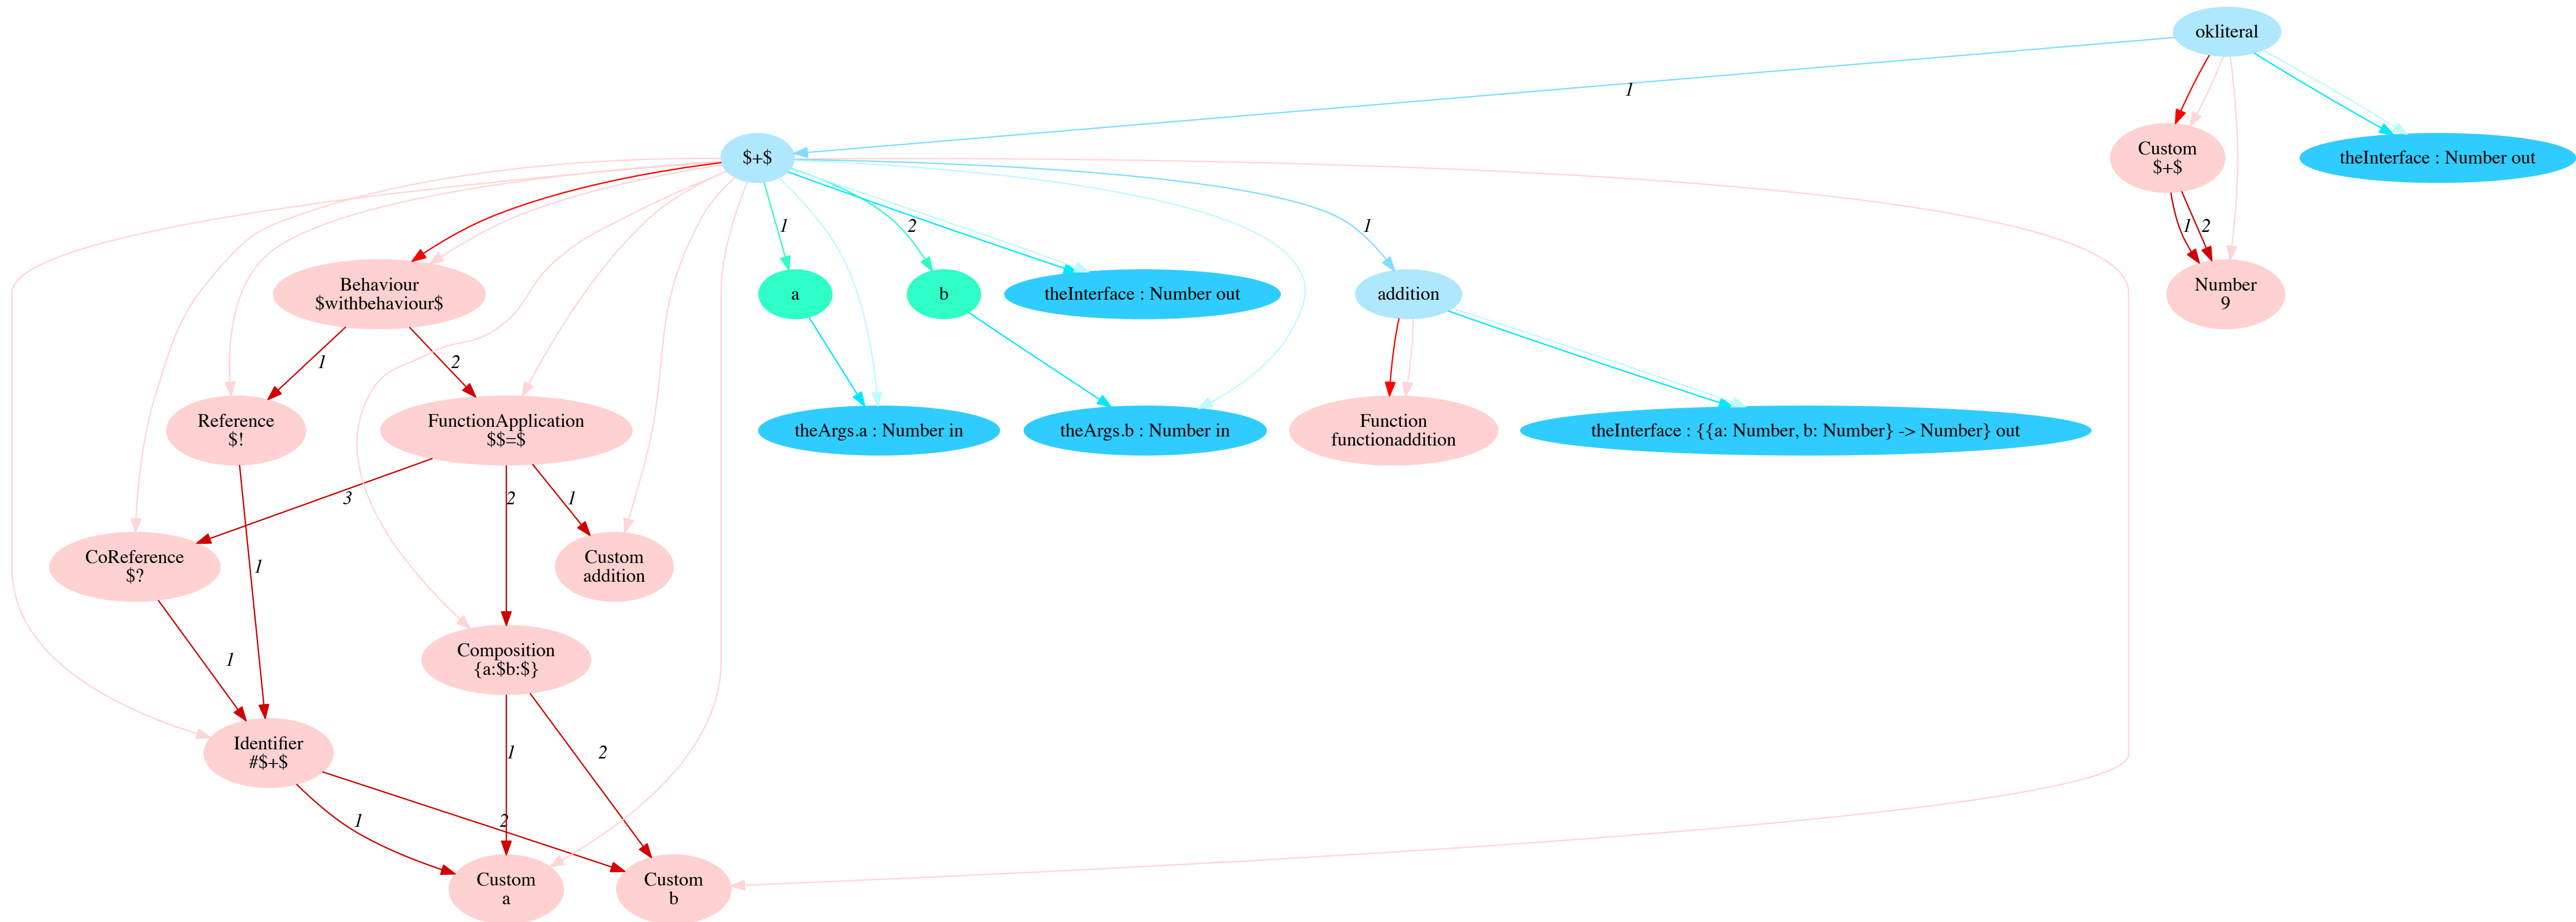 okliteral
1
$+$
Custom
$+$
theInterface : Number out
1
2
1
1
2
Behaviour
$withbehaviour$
a
b
theInterface : Number out
addition
Number
9
1
2
Reference
$!
FunctionApplication
$$=$
theArgs.a : Number in
theArgs.b : Number in
Function
functionaddition
theInterface : {{a: Number, b: Number} -> Number} out
3
2
1
CoReference
$?
1
Custom
addition
1
Composition
{a:$b:$}
Identifier
#$+$
1
2
1
2
Custom
a
Custom
b